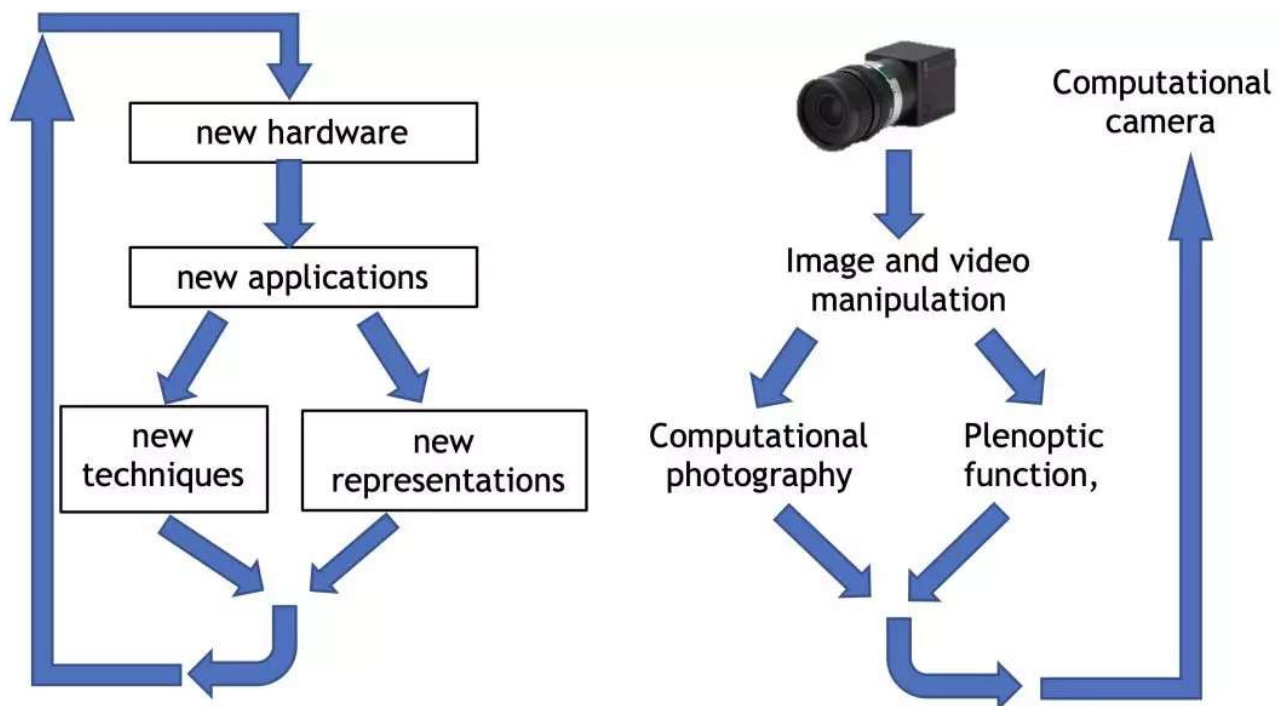 new hardware
new applications
new
techniques
new
representations
Computational
camera
Image and video
manipulation
Computational
photography
Plenoptic
function,